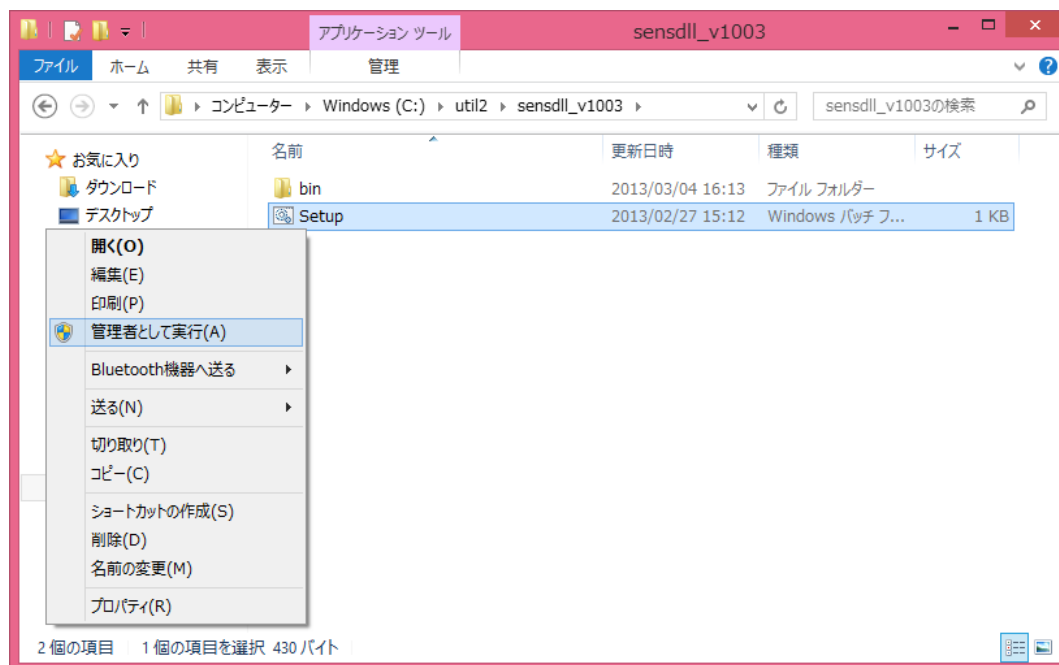 アプリケーション ツール
sensdll_v1003
ファイル ホーム 共有 表示 管理
コンピューター Windows (C:) util2 sensdll_v1003 sensdll_v1003の検索
名前 更新日時 種類 サイズ
お気に入り
ダウンロード
デスクトップ
bin 2013/03/04 16:13 ファイル フォルダー
Setup 2013/02/27 15:12 Windows バッチ フ... 1 KB
開く(O)
編集(E)
印刷(P)
管理者として実行(A)
Bluetooth機器へ送る
送る(N)
切り取り(T)
コピー(C)
ショートカットの作成(S)
削除(D)
名前の変更(M)
プロパティ(R)
2 個の項目 1 個の項目を選択 430 バイト